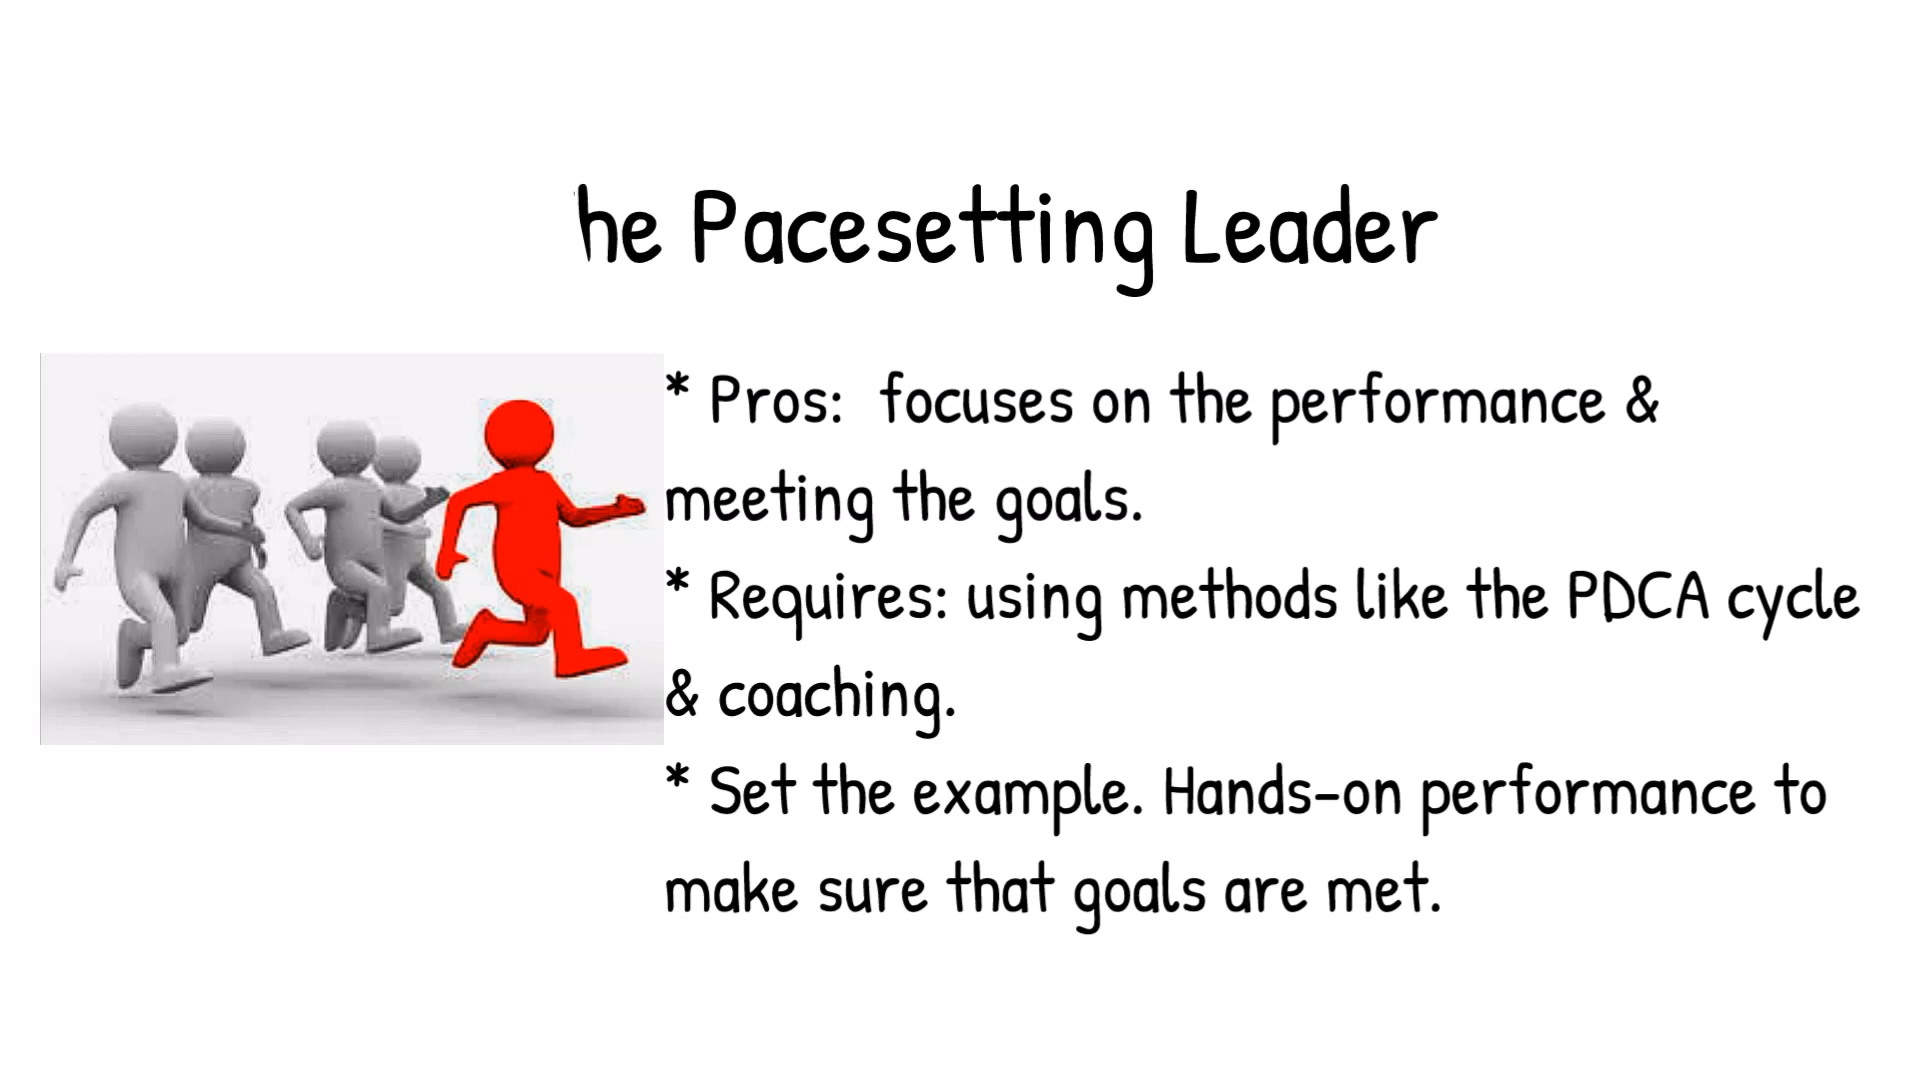 he Pacesetting Leader
* Pros: focuses on the performance &
meeting the goals.
* Requires: using methods like the PDCA cycle
& coaching.
* Set the example. Hands-on performance to
make sure that goals are met.